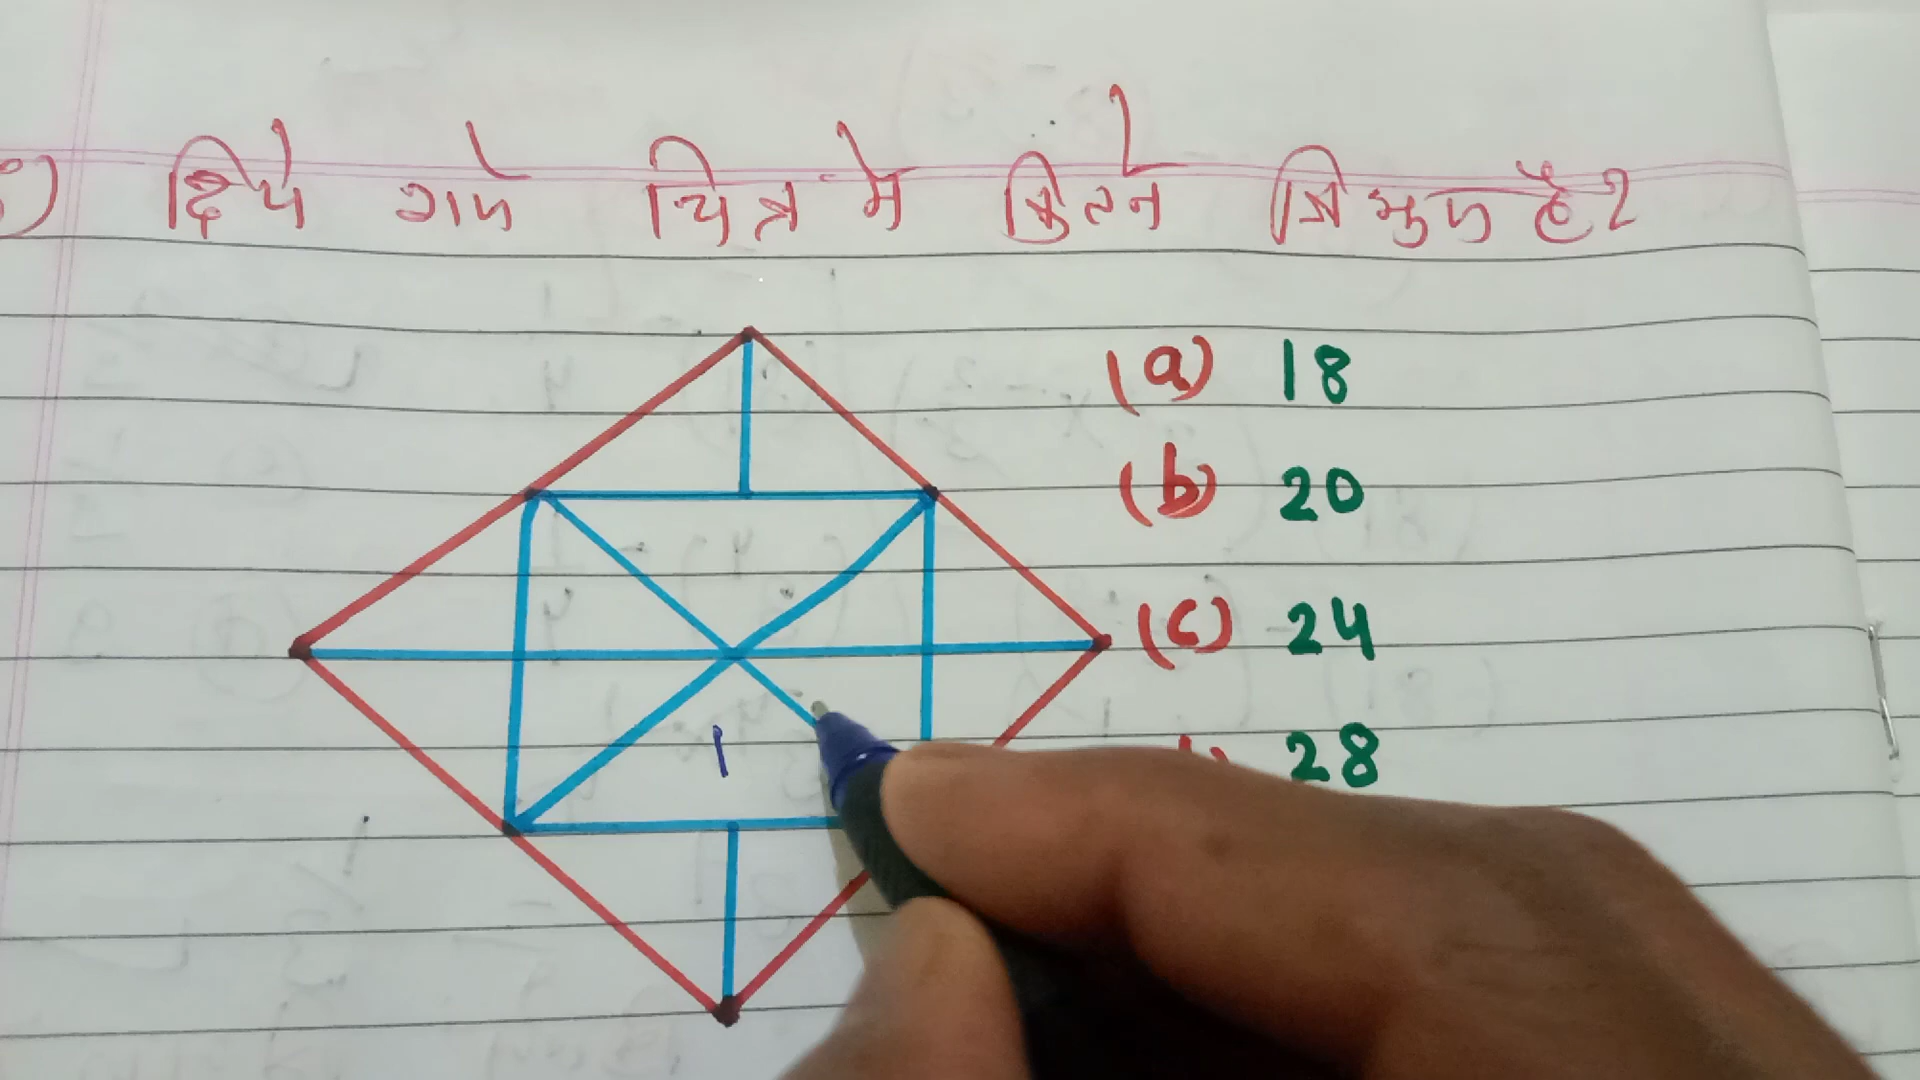 दिये गये चित्र मे कितने त्रिभुज है?
(a) 18
(b) 20
(c) 24
28
1